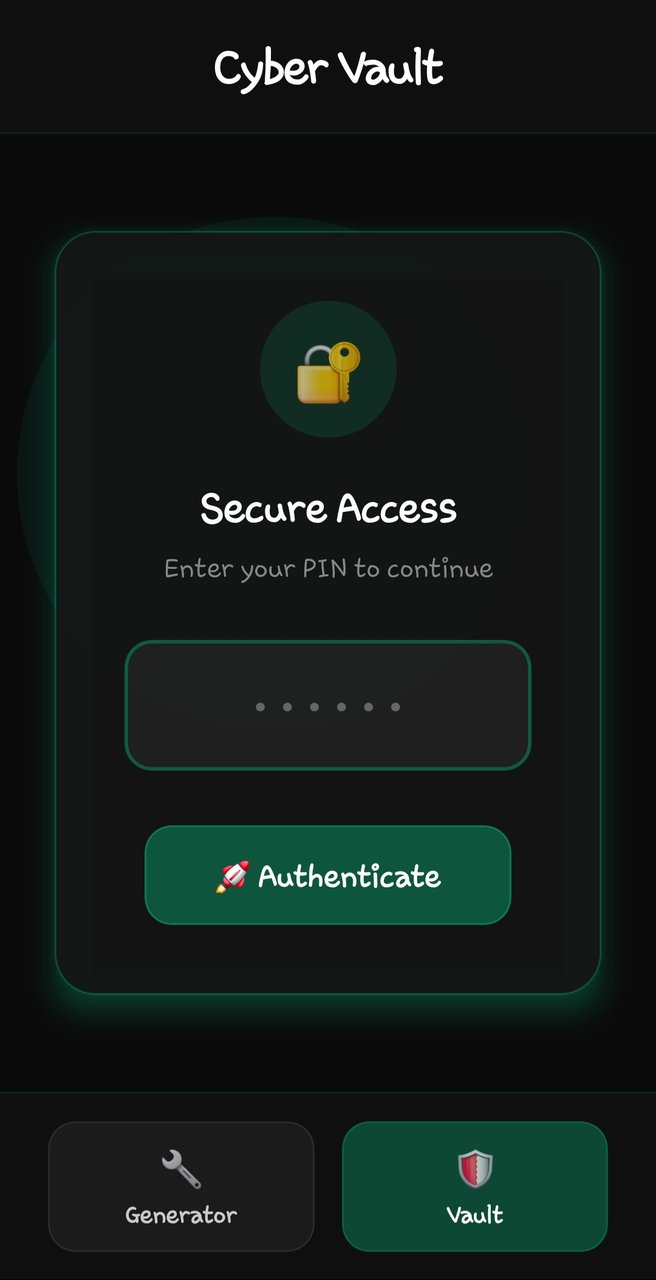 Cyber Vault
Secure Access
Enter your PIN to continue
🚀 Authenticate
Generator
Vault